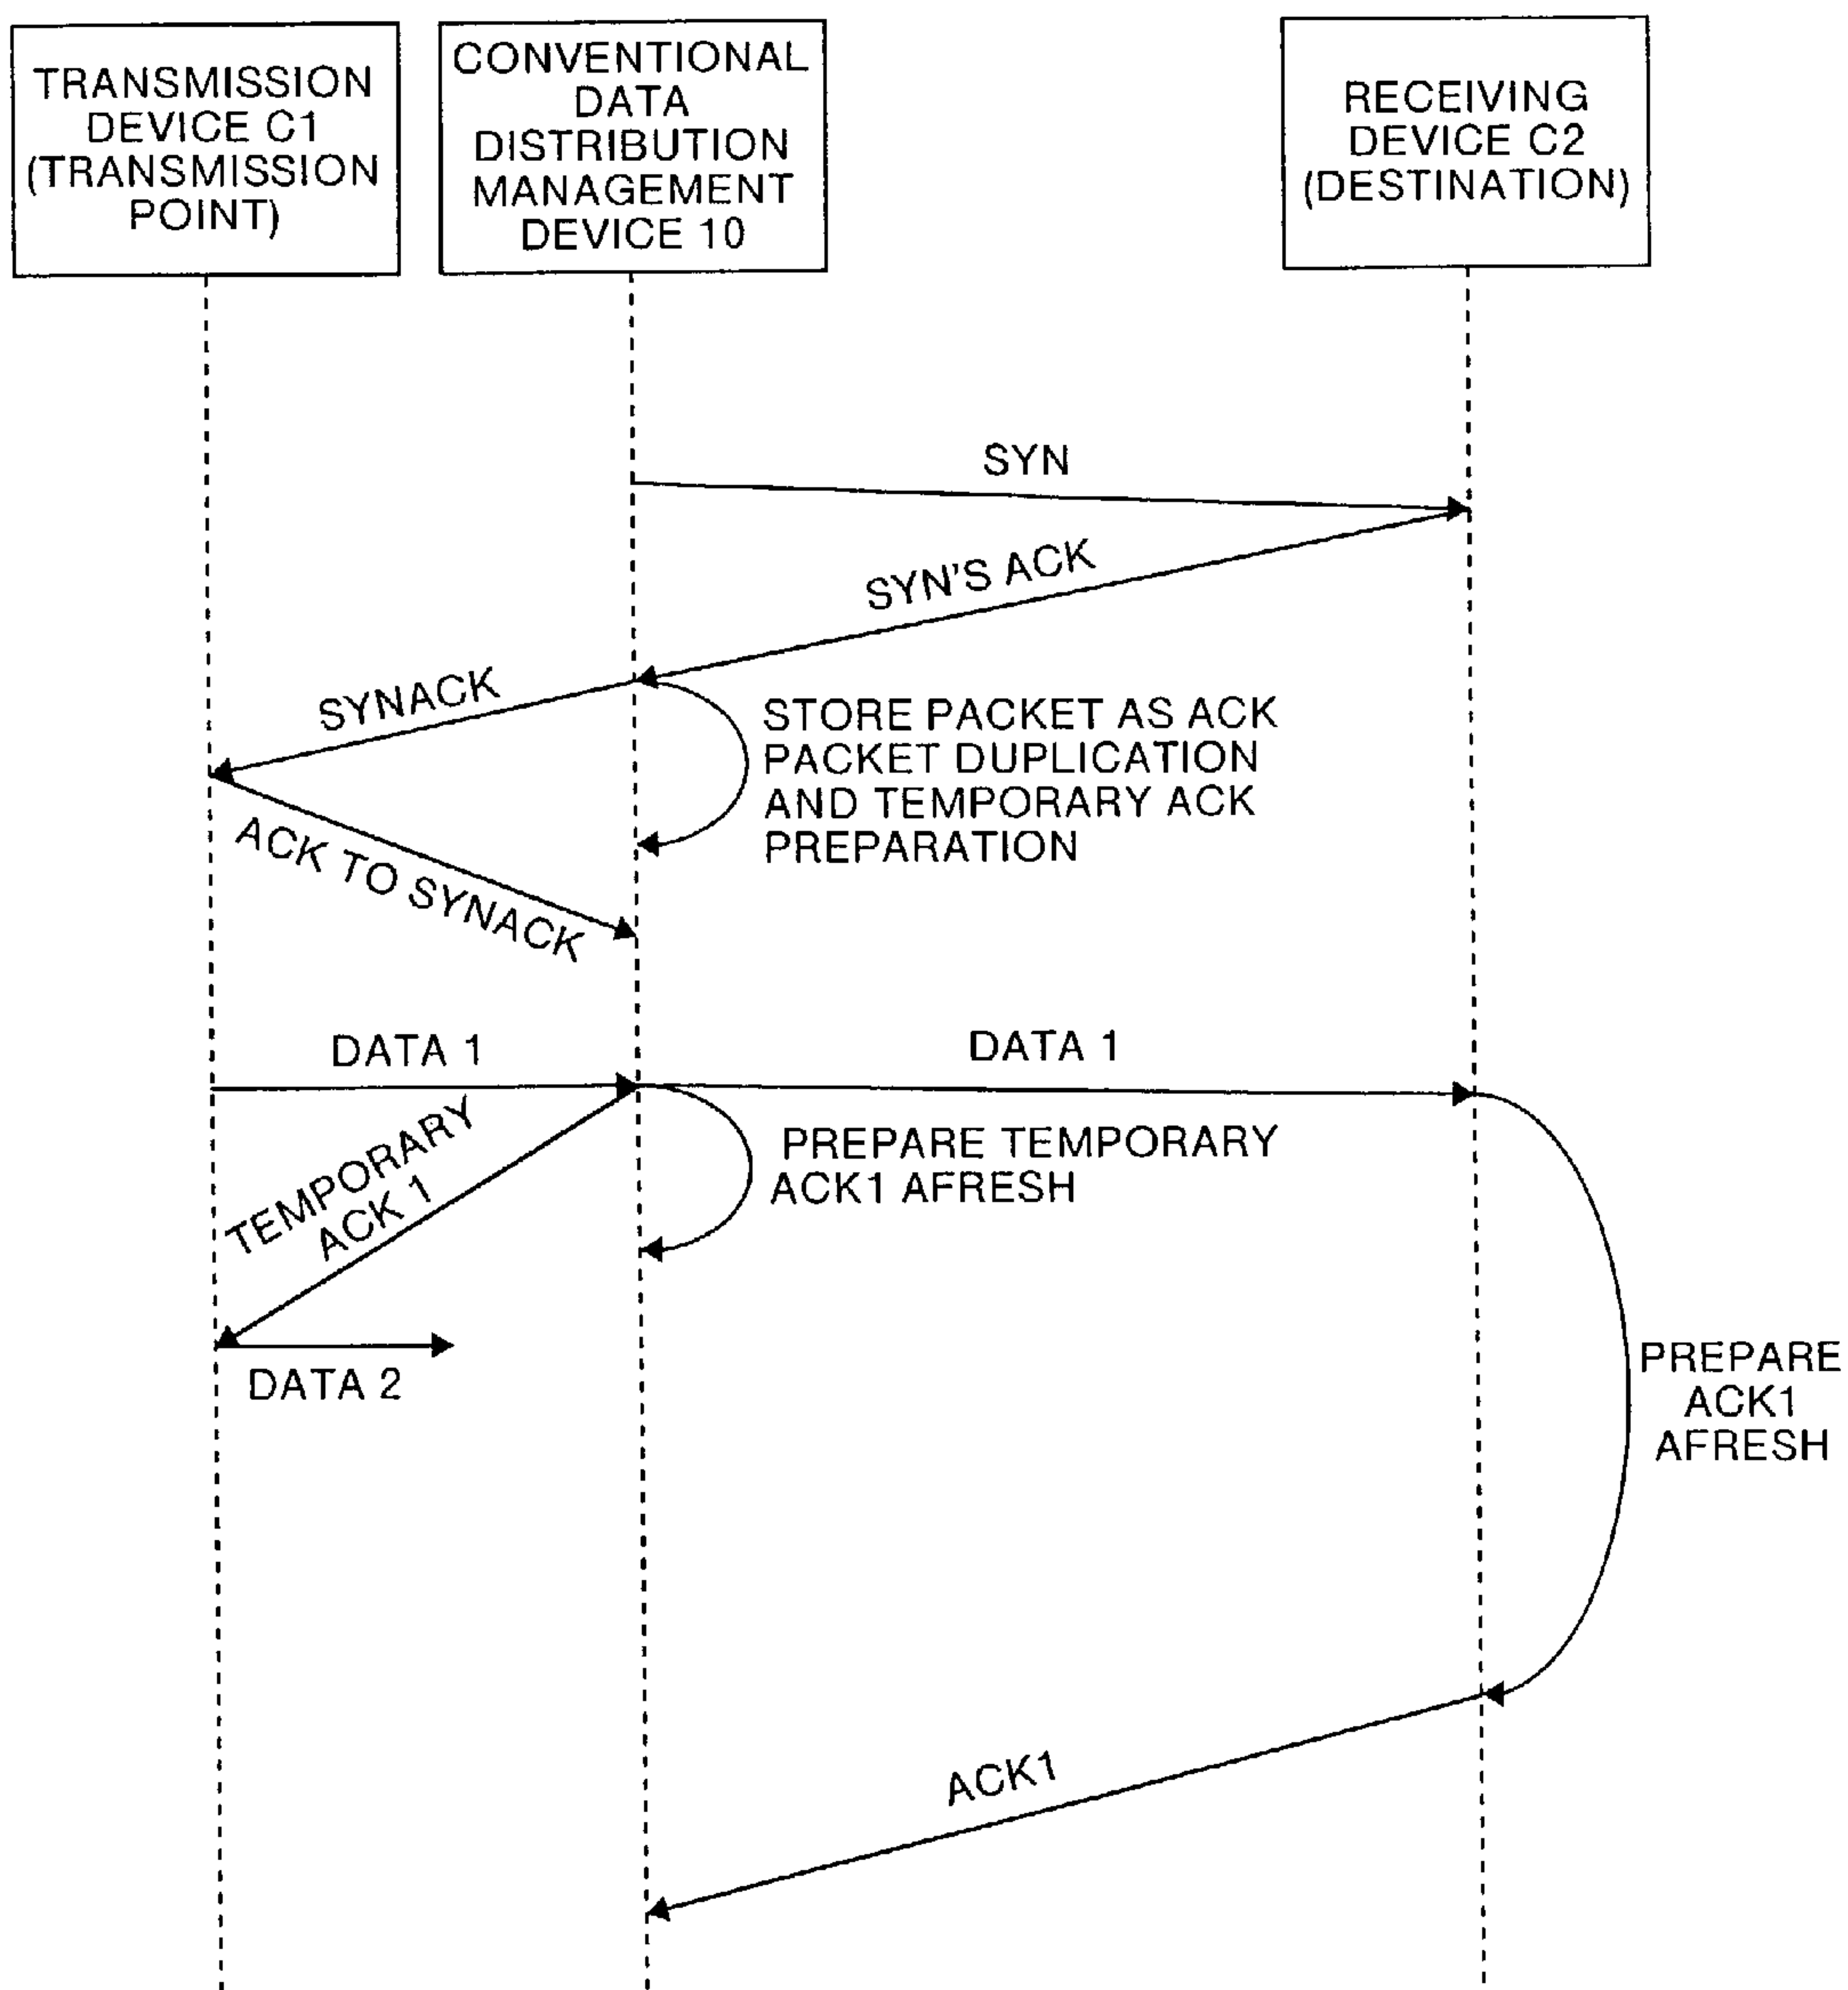 TRANSMISSION
DEVICE C1
(TRANSMISSION
POINT)
CONVENTIONAL
DATA
DISTRIBUTION
MANAGEMENT
DEVICE 10
RECEIVING
DEVICE C2
(DESTINATION)
SYN
SYN'S ACK
SYNACK
STORE PACKET AS ACK
PACKET DUPLICATION
AND TEMPORARY ACK
PREPARATION
ACK TO SYNACK
DATA 1
DATA 1
TEMPORARY
ACK 1
PREPARE TEMPORARY
ACK1 AFRESH
DATA 2
PREPARE
ACK1
AFRESH
ACK1